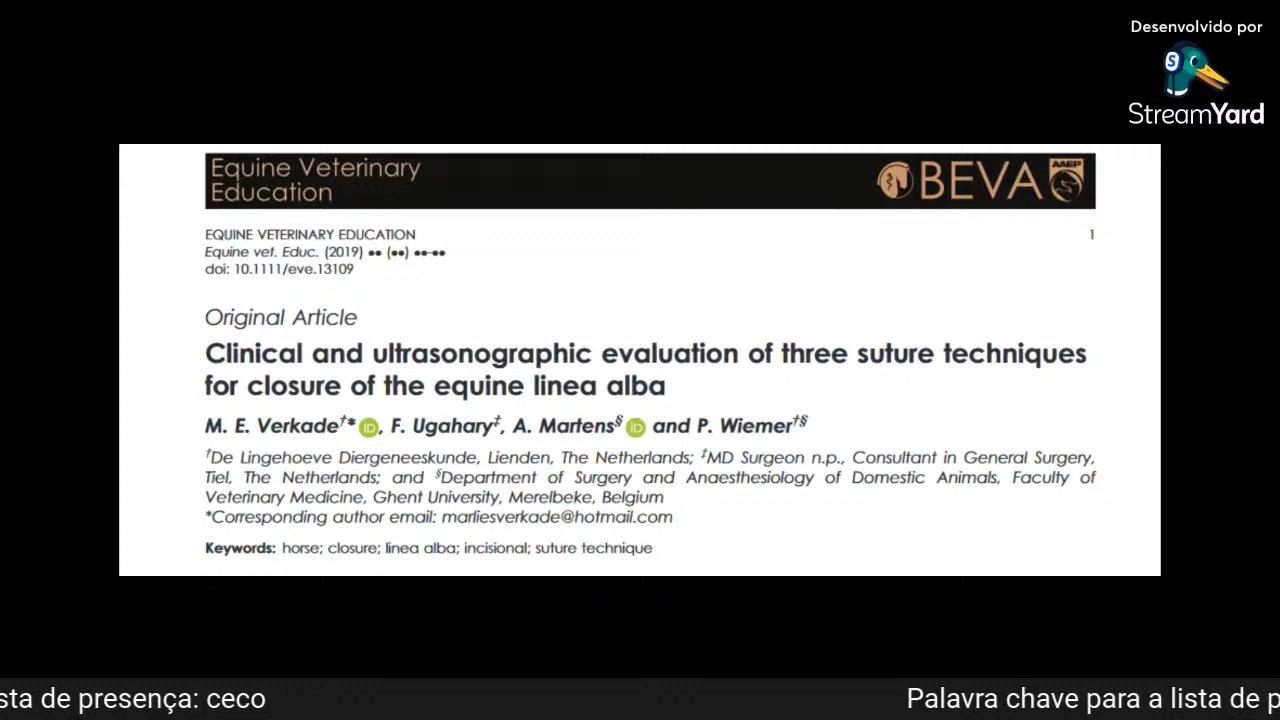 Desenvolvido por
StreamYard
Equine Veterinary
Education
BEVA
AAEP
EQUINE VETERINARY EDUCATION
1
Equine vet. Educ. (2019) •• (••) ••-••
doi: 10.1111/eve.13109
Original Article
Clinical and ultrasonographic evaluation of three suture techniques
for closure of the equine linea alba
M. E. Verkade†* iD, F. Ugahary‡, A. Martens§ iD and P. Wiemer†§
†De Lingehoeve Diergeneeskunde, Lienden, The Netherlands; ‡MD Surgeon n.p., Consultant in General Surgery,
Tiel, The Netherlands; and §Department of Surgery and Anaesthesiology of Domestic Animals, Faculty of
Veterinary Medicine, Ghent University, Merelbeke, Belgium
*Corresponding author email: marliesverkade@hotmail.com
Keywords: horse; closure; linea alba; incisional; suture technique
sta de presença: ceco
Palavra chave para a lista de p